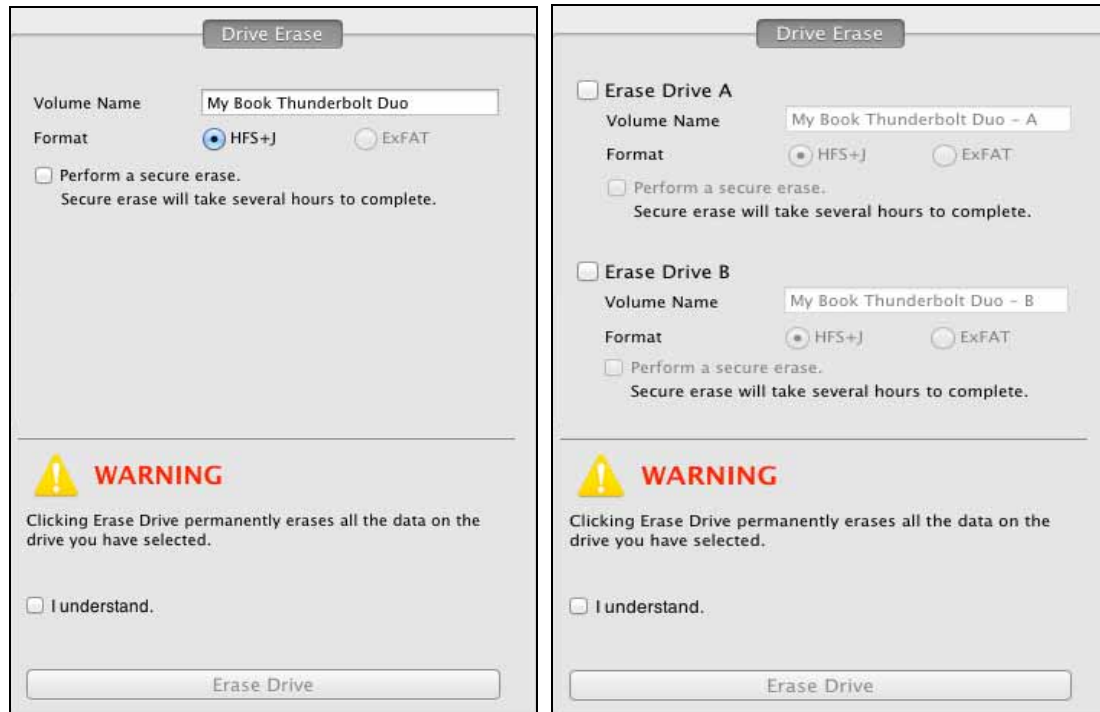 Drive Erase
Volume Name My Book Thunderbolt Duo
Format HFS+J ExFAT
Perform a secure erase.
Secure erase will take several hours to complete.
WARNING
Clicking Erase Drive permanently erases all the data on the
drive you have selected.
I understand.
Erase Drive
Drive Erase
Erase Drive A
Volume Name My Book Thunderbolt Duo - A
Format HFS+J ExFAT
Perform a secure erase.
Secure erase will take several hours to complete.
Erase Drive B
Volume Name My Book Thunderbolt Duo - B
Format HFS+J ExFAT
Perform a secure erase.
Secure erase will take several hours to complete.
WARNING
Clicking Erase Drive permanently erases all the data on the
drive you have selected.
I understand.
Erase Drive